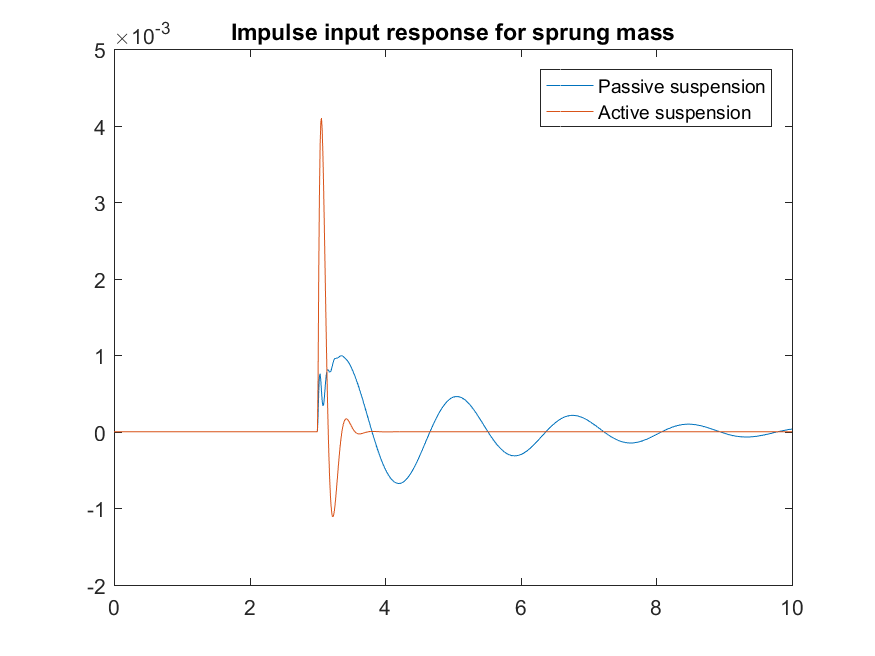 ×10-3
Impulse input response for sprung mass
5
4
3
2
1
0
-1
-2
Passive suspension
Active suspension
0 2 4 6 8 10